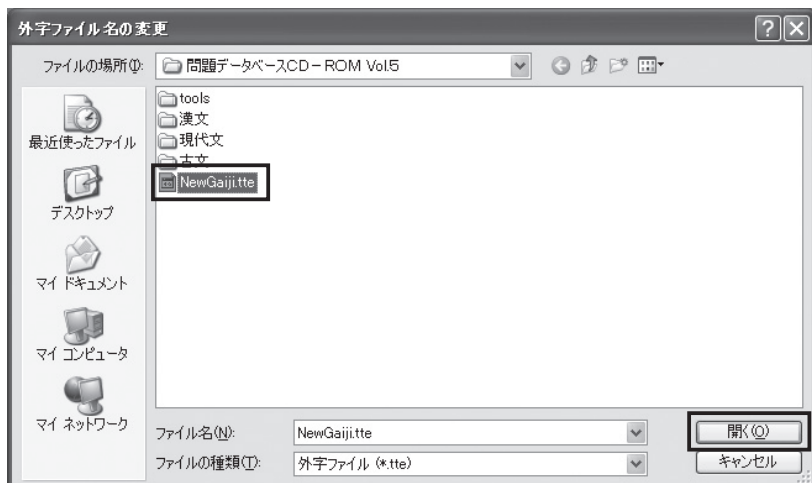 外字ファイル名の変更
ファイルの場所(I):
問題データベースCD－ROM Vol.5
tools
漢文
現代文
古文
NewGaiji.tte
最近使ったファイル
デスクトップ
マイ ドキュメント
マイ コンピュータ
マイ ネットワーク
ファイル名(N):
NewGaiji.tte
開く(O)
ファイルの種類(T):
外字ファイル (*.tte)
キャンセル